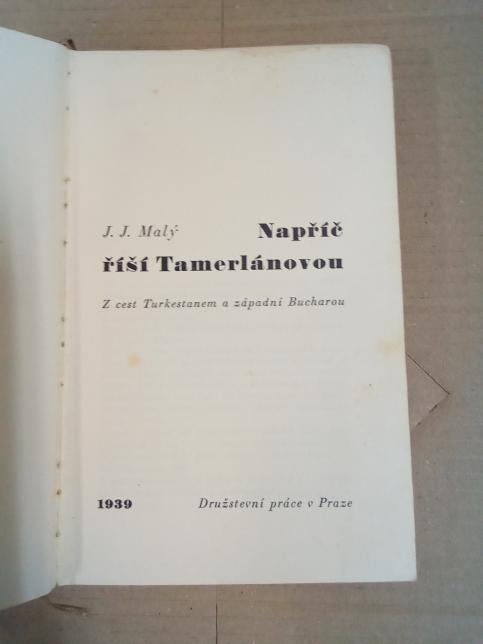 J. J. Malý Napříč
říší Tamerlánovou
Z cest Turkestanem a západní Bucharou
1939 Družstevní práce v Praze